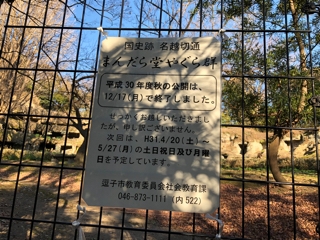 国史跡 名越切通
まんだら堂やぐら群
平成30年度秋の公開は、
12/17(月)で終了しました。
せっかくお越しいただきまし
たが、申し訳ございません。
次回は、H31.4/20(土)~
5/27(月)の土日祝日及び月曜
日を予定しています。
逗子市教育委員会社会教育課
046-873-1111(内522)